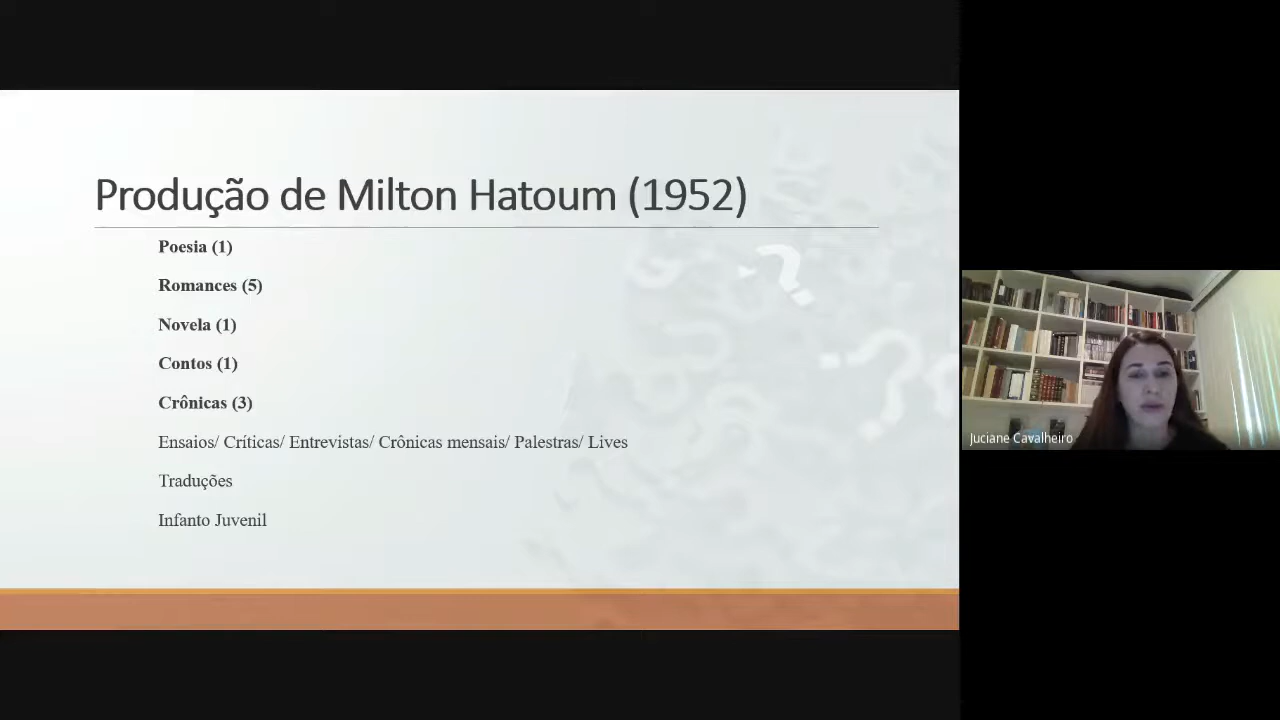 Produção de Milton Hatoum (1952)
Poesia (1)
Romances (5)
Novela (1)
Contos (1)
Crônicas (3)
Ensaios/ Críticas/ Entrevistas/ Crônicas mensais/ Palestras/ Lives
Traduções
Infanto Juvenil
Juciane Cavalheiro